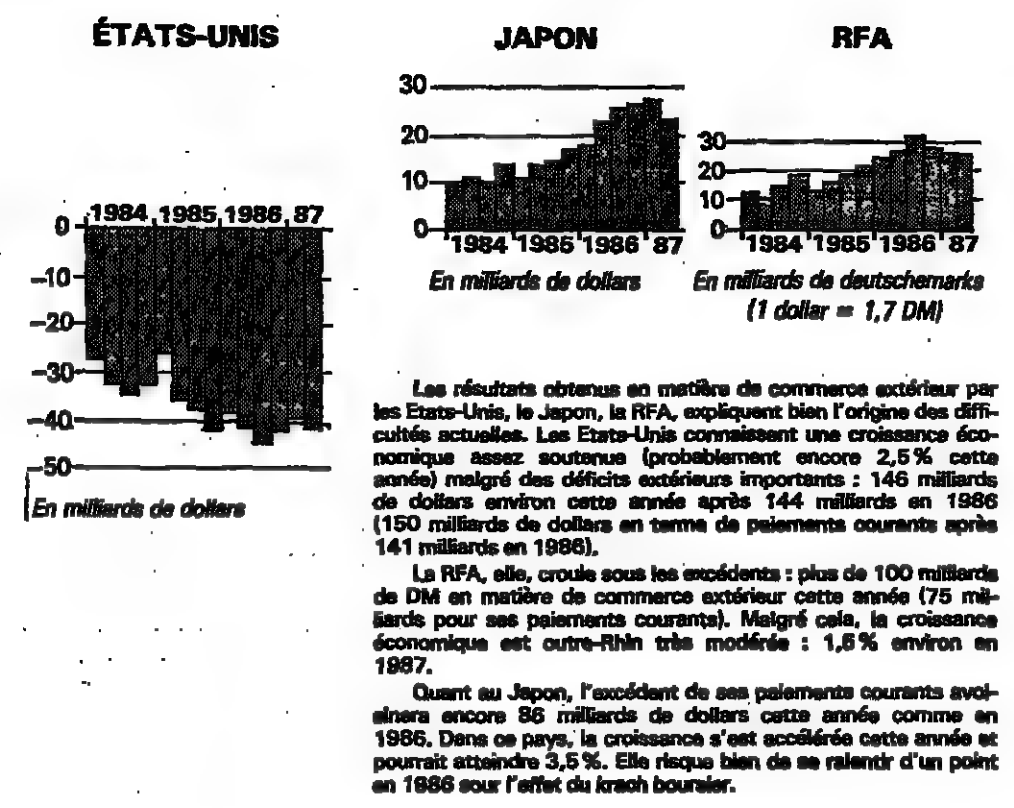 ÉTATS-UNIS
0
1984 1985 1986 87
-10
-20
-30
-40
-50
En milliards de dollars
JAPON
30
20
10
0
1984 1985 1986 87
En milliards de dollars
RFA
30
20
10
0
1984 1985 1986 87
En milliards de deutschemarks
(1 dollar = 1,7 DM)
Les résultats obtenus en matière de commerce extérieur par
les Etats-Unis, le Japon, la RFA, expliquent bien l'origine des diffi-
cultés actuelles. Les Etats-Unis connaissent une croissance éco-
nomique assez soutenue (probablement encore 2,5 % cette
année) malgré des déficits extérieurs importants : 146 milliards
de dollars environ cette année après 144 milliards en 1986
(150 milliards de dollars en terme de paiements courants après
141 milliards en 1986).
La RFA, elle, croule sous les excédents : plus de 100 milliards
de DM en matière de commerce extérieur cette année (75 mil-
liards pour ses paiements courants). Malgré cela, la croissance
économique est outre-Rhin très modérée : 1,5 % environ en
1987.
Quant au Japon, l'excédent de ses paiements courants avoi-
sinera encore 86 milliards de dollars cette année comme en
1986. Dans ce pays, la croissance s'est accélérée cette année et
pourrait atteindre 3,5 %. Elle risque bien de se ralentir d'un point
en 1986 sour l'effet du krach boursier.